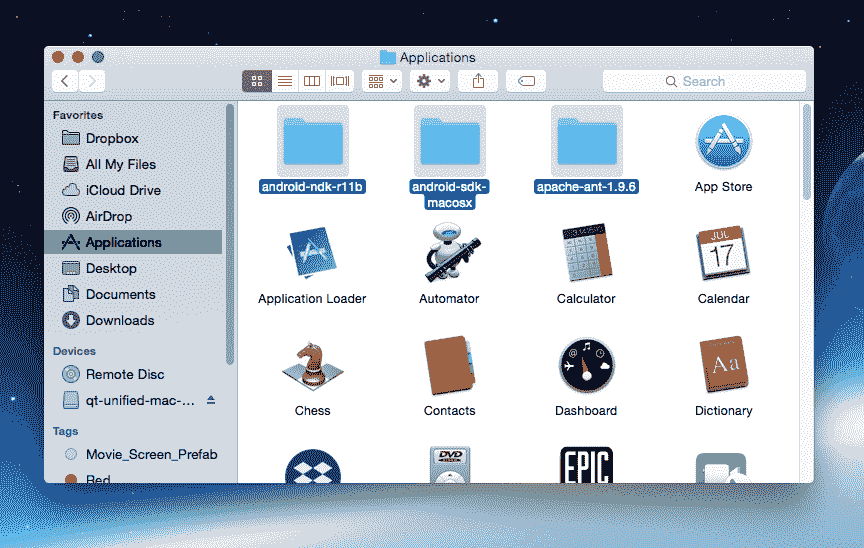 Applications
Search
Favorites
Dropbox
All My Files
iCloud Drive
AirDrop
Applications
Desktop
Documents
Downloads
Devices
Remote Disc
qt-unified-mac-...
Tags
Movie_Screen_Prefab
Red
android-ndk-r11b
android-sdk-
macosx
apache-ant-1.9.6
App Store
Application Loader
Automator
Calculator
JUL
17
Calendar
Chess
Contacts
@
Dashboard
Aa
Dictionary
DVD
EPIC